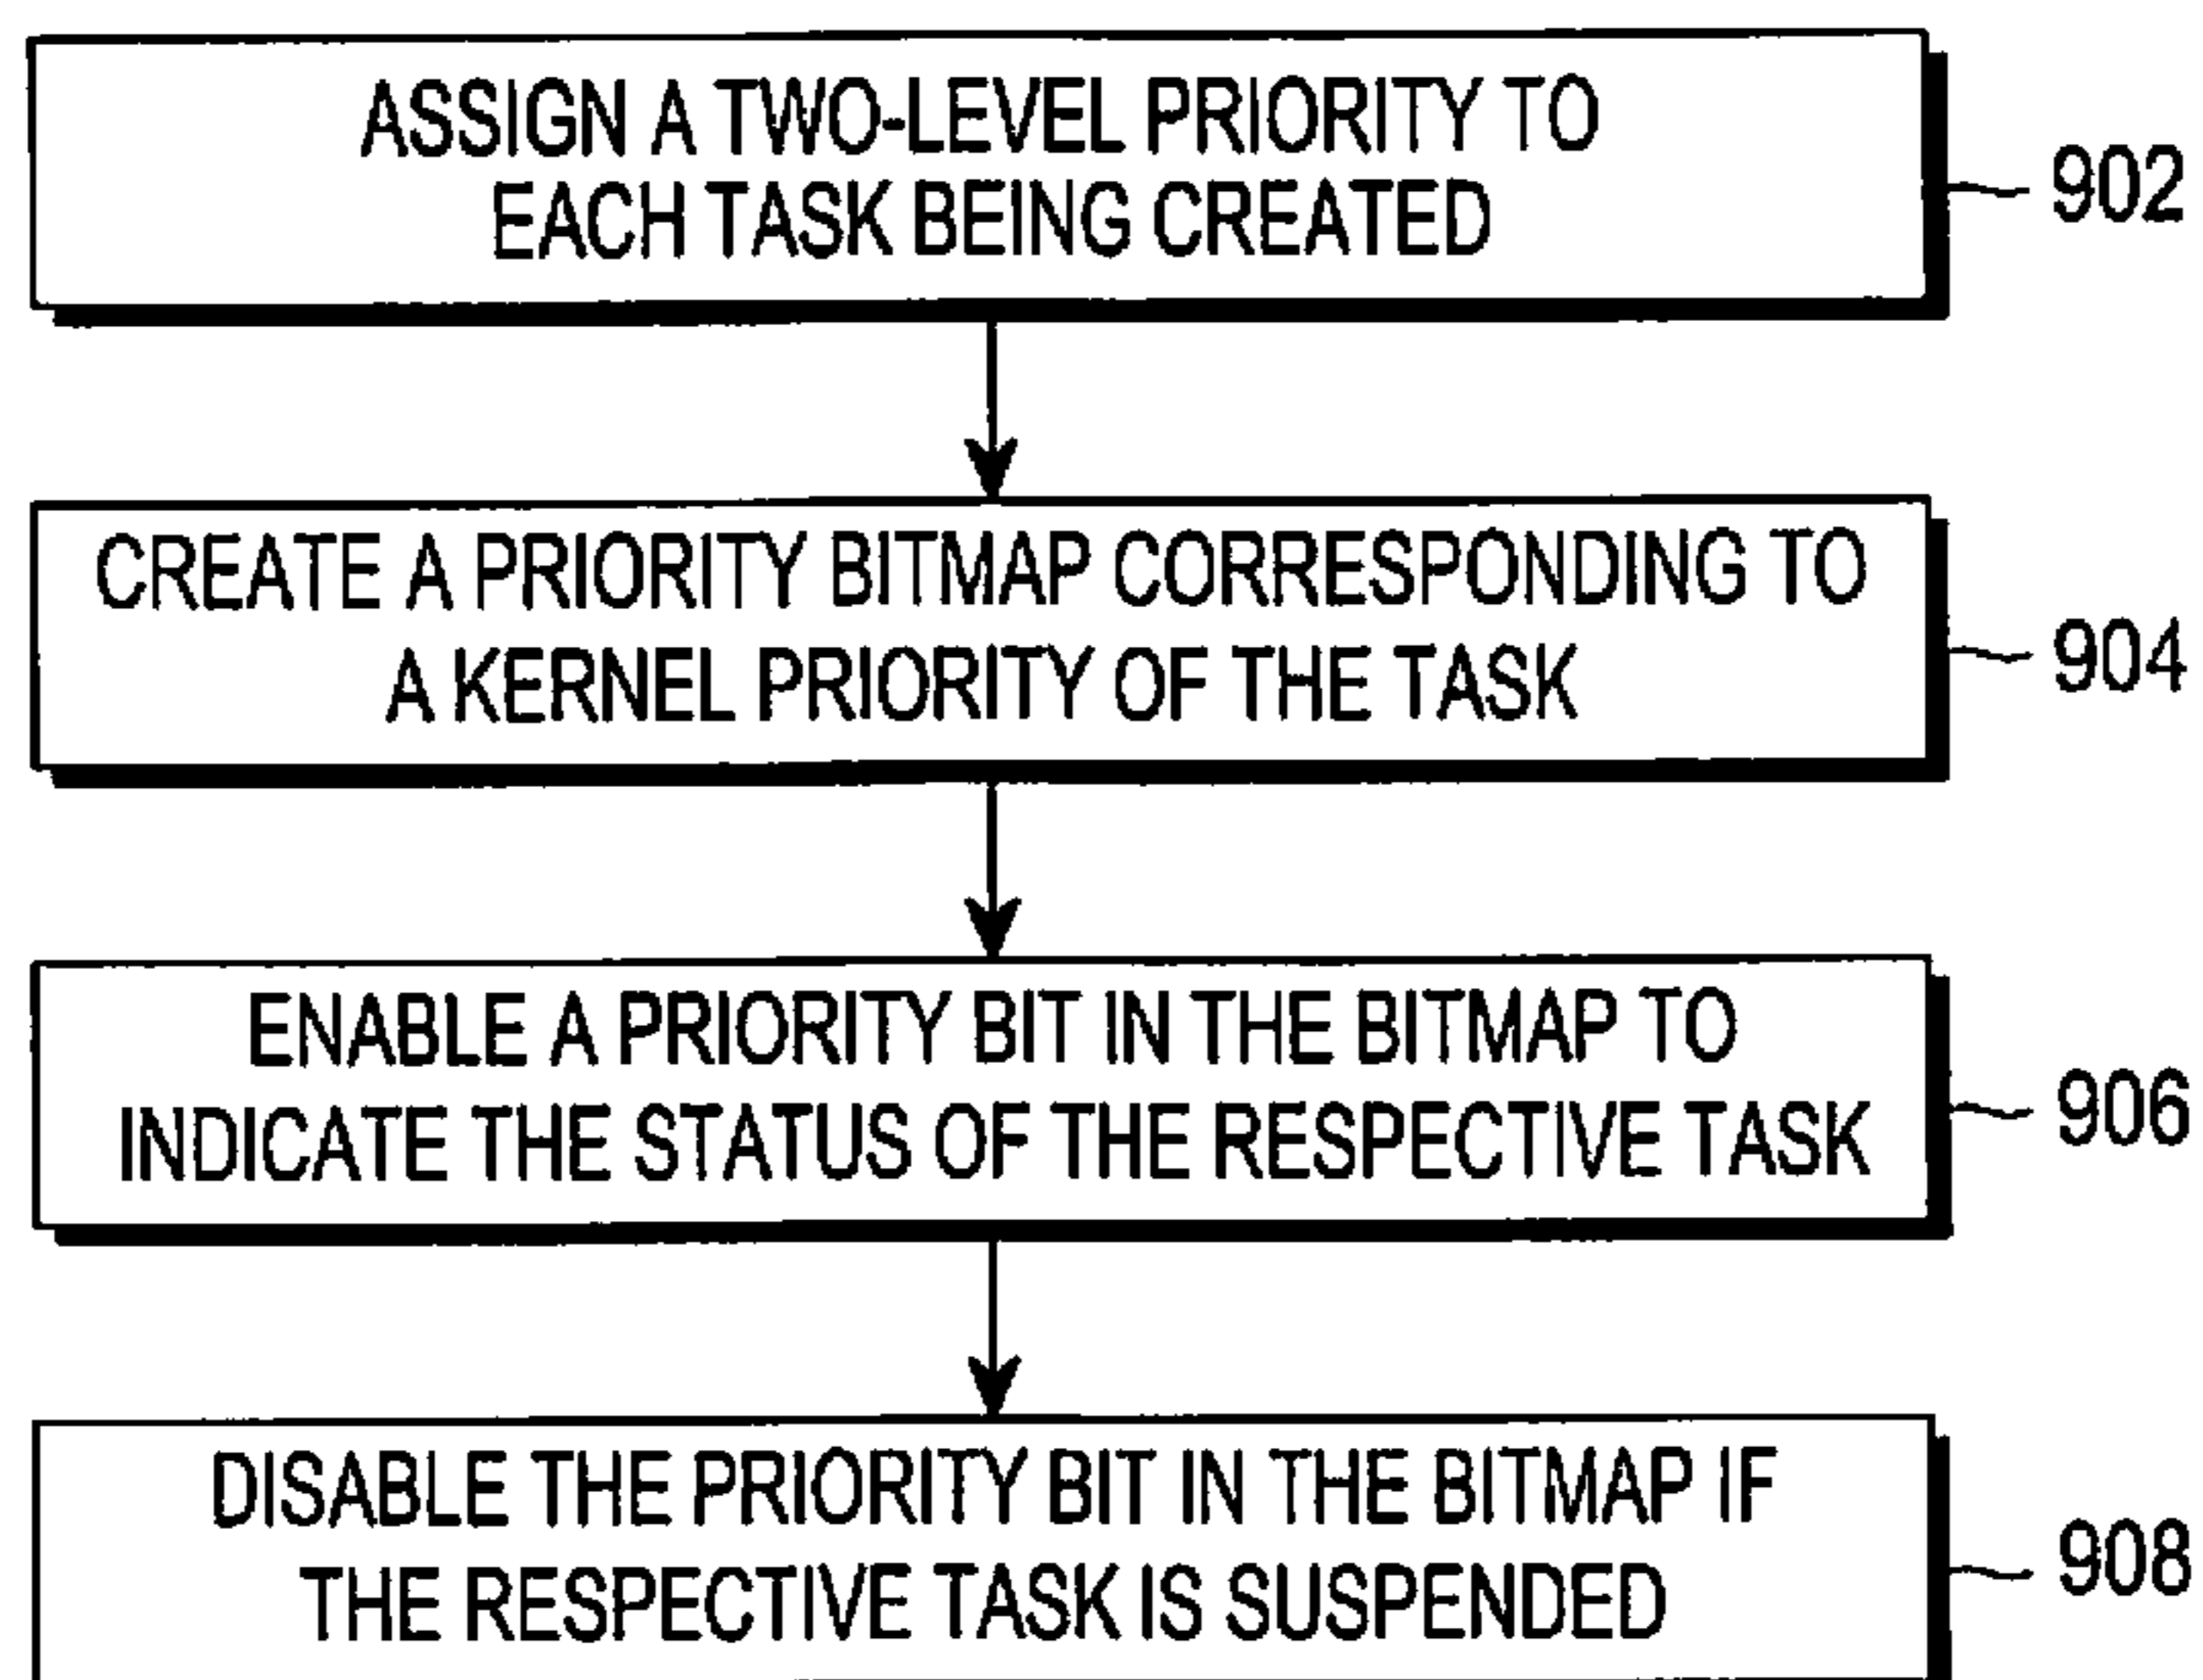 ASSIGN A TWO-LEVEL PRIORITY TO
EACH TASK BEING CREATED
902
CREATE A PRIORITY BITMAP CORRESPONDING TO
A KERNEL PRIORITY OF THE TASK
904
ENABLE A PRIORITY BIT IN THE BITMAP TO
INDICATE THE STATUS OF THE RESPECTIVE TASK
906
DISABLE THE PRIORITY BIT IN THE BITMAP IF
THE RESPECTIVE TASK IS SUSPENDED
908